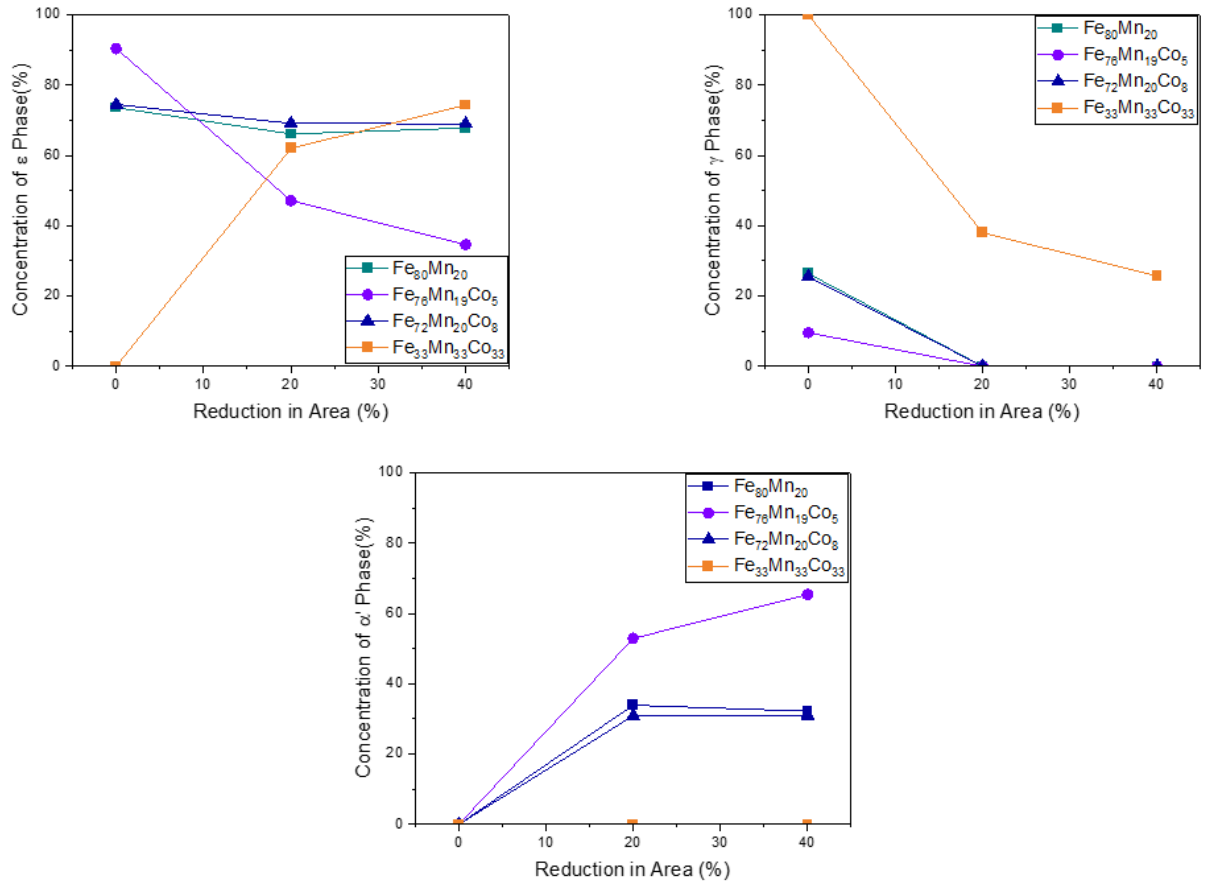 Concentration of ε Phase(%)
100
80
60
40
20
0
Fe₈₀Mn₂₀
Fe₇₆Mn₁₉Co₅
Fe₇₂Mn₂₀Co₈
Fe₃₃Mn₃₃Co₃₃
0 10 20 30 40
Reduction in Area (%)
Concentration of γ Phase(%)
100
80
60
40
20
0
Fe₈₀Mn₂₀
Fe₇₆Mn₁₉Co₅
Fe₇₂Mn₂₀Co₈
Fe₃₃Mn₃₃Co₃₃
0 10 20 30 40
Reduction in Area (%)
Concentration of α' Phase(%)
100
80
60
40
20
0
Fe₈₀Mn₂₀
Fe₇₆Mn₁₉Co₅
Fe₇₂Mn₂₀Co₈
Fe₃₃Mn₃₃Co₃₃
0 10 20 30 40
Reduction in Area (%)